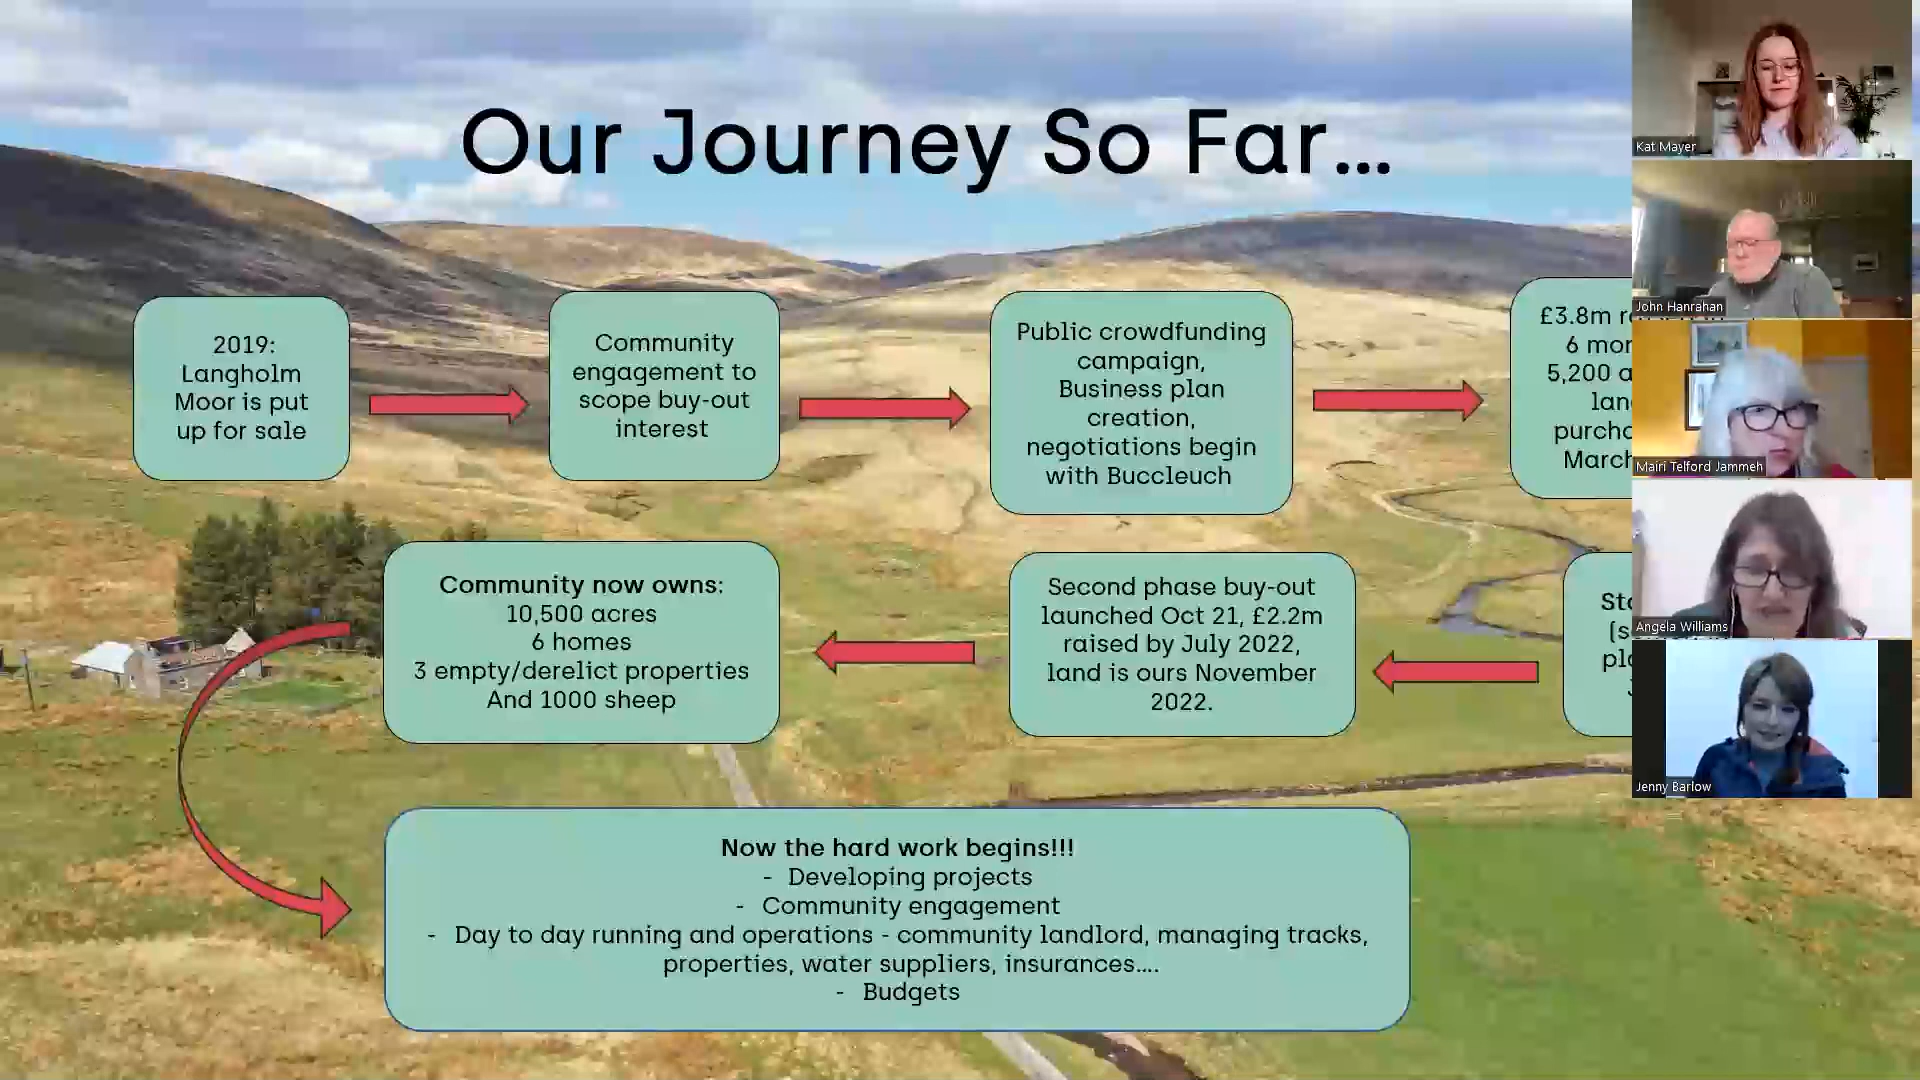 Our Journey So Far...
2019:
Langholm
Moor is put
up for sale
Community
engagement to
scope buy-out
interest
Public crowdfunding
campaign,
Business plan
creation,
negotiations begin
with Buccleuch
£3.8m
6
5,200
March
Second phase buy-out
launched Oct 21, £2.2m
raised by July 2022,
land is ours November
2022.
Community now owns:
10,500 acres
6 homes
3 empty/derelict properties
And 1000 sheep
Now the hard work begins!!!
- Developing projects
- Community engagement
- Day to day running and operations - community landlord, managing tracks,
properties, water suppliers, insurances....
- Budgets
Kat Mayer
John Hanrahan
Mairi Telford Jammeh
Angela Williams
Jenny Barlow